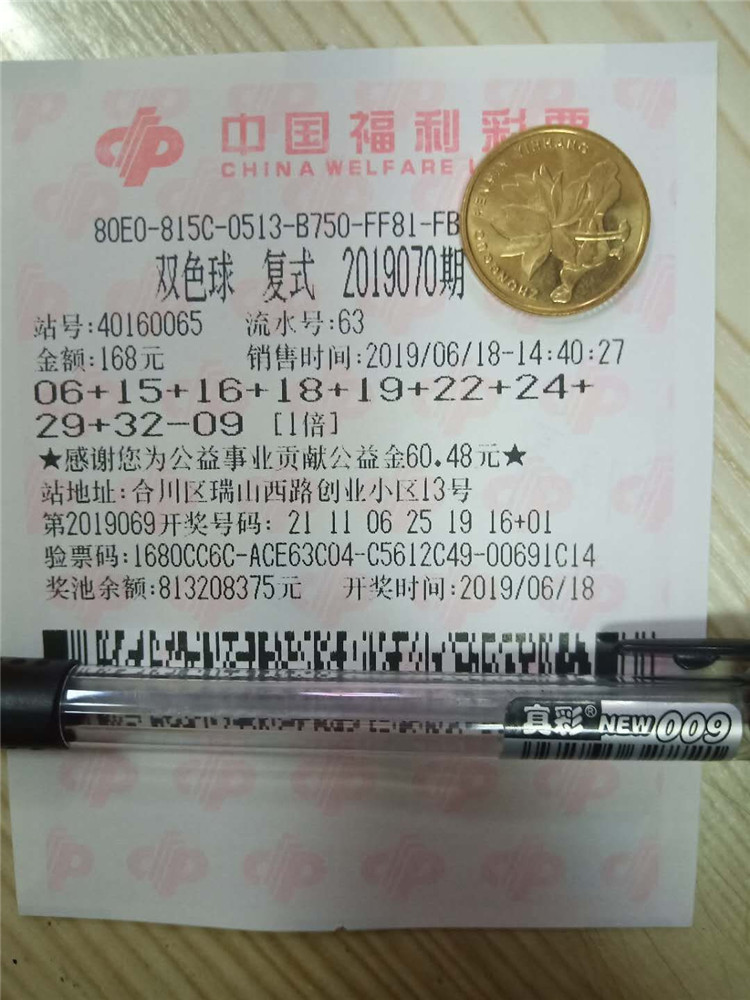 中国福利彩票
CHINA WELFARE
80E0-815C-0513-B750-FF81-FB
双色球 复式 2019070期
站号:40160065 流水号:63
金额:168元 销售时间:2019/06/18-14:40:27
06+15+16+18+19+22+24+
29+32-09 [1倍]
★感谢您为公益事业贡献公益金60.48元★
站地址:合川区瑞山西路创业小区13号
第2019069开奖号码: 21 11 06 25 19 16+01
验票码:1680CC6C-ACE63C04-C5612C49-00691C14
奖池余额:813208375元 开奖时间:2019/06/18
真彩® NEW 009